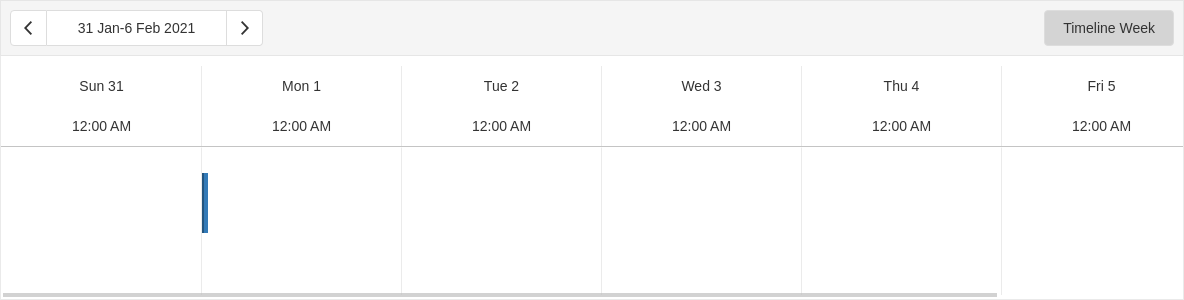 31 Jan-6 Feb 2021 Timeline Week
Sun 31 Mon 1 Tue 2 Wed 3 Thu 4 Fri 5
12:00 AM 12:00 AM 12:00 AM 12:00 AM 12:00 AM 12:00 AM